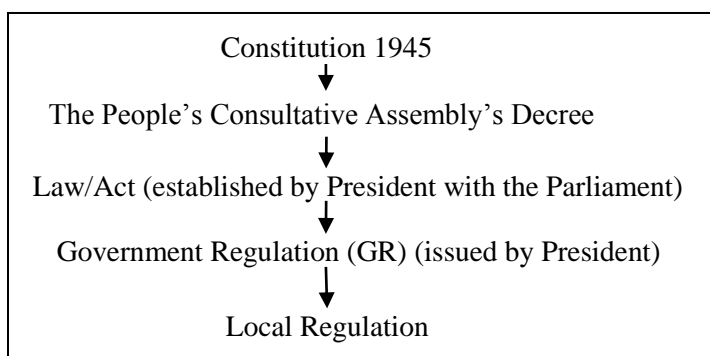 Constitution 1945
The People’s Consultative Assembly’s Decree
Law/Act (established by President with the Parliament)
Government Regulation (GR) (issued by President)
Local Regulation